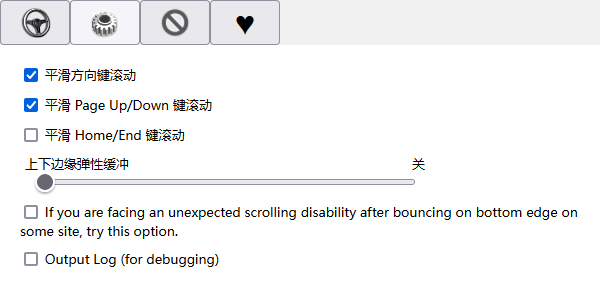 平滑方向键滚动
平滑 Page Up/Down 键滚动
平滑 Home/End 键滚动
上下边缘弹性缓冲 关
If you are facing an unexpected scrolling disability after bouncing on bottom edge on
some site, try this option.
Output Log (for debugging)